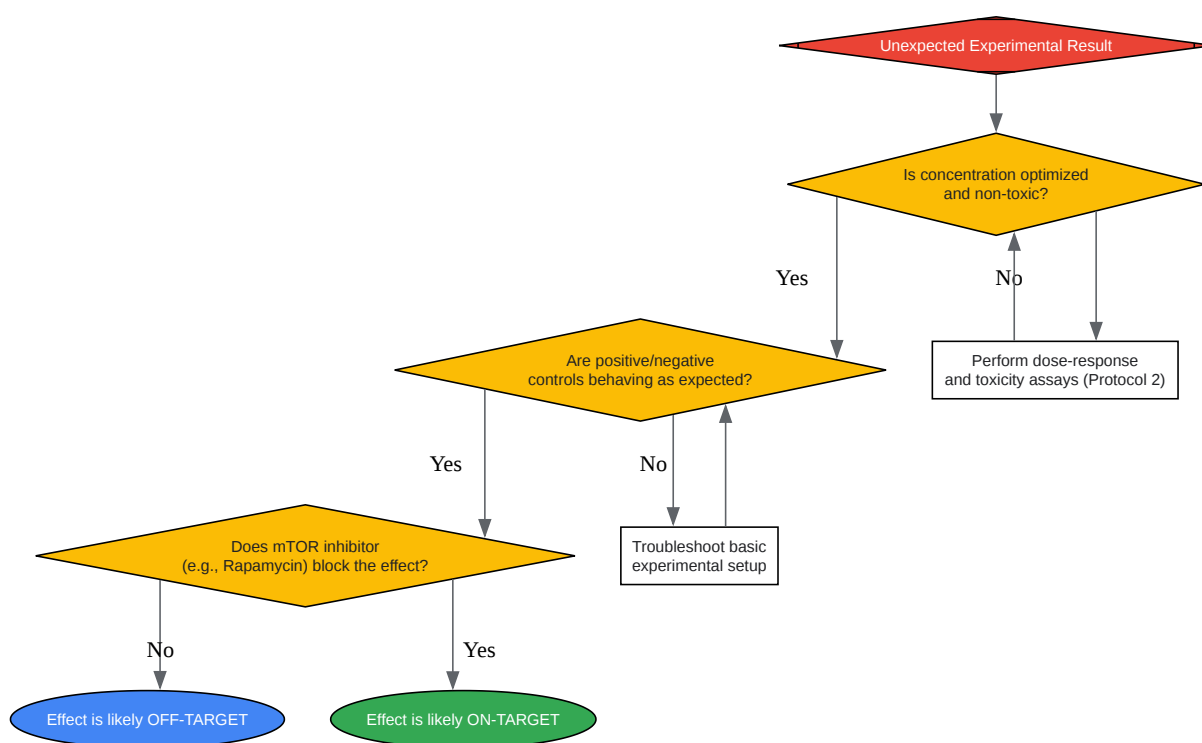 Unexpected Experimental Result
Is concentration optimized
and non-toxic?
Yes
No
Perform dose-response
and toxicity assays (Protocol 2)
Are positive/negative
controls behaving as expected?
Yes
No
Troubleshoot basic
experimental setup
Does mTOR inhibitor
(e.g., Rapamycin) block the effect?
No
Yes
Effect is likely OFF-TARGET
Effect is likely ON-TARGET